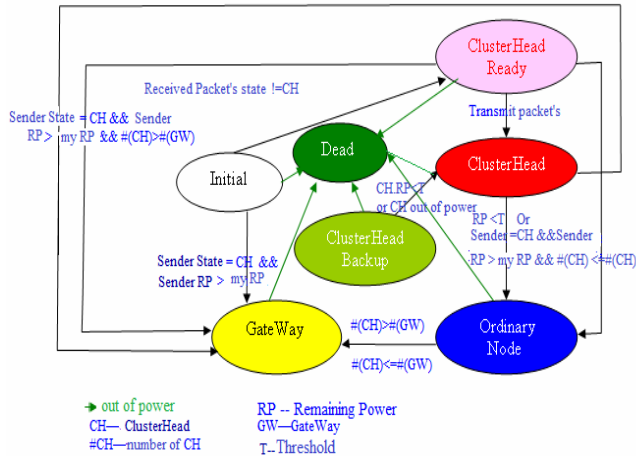 ClusterHead
Ready
Received Packet's state !=CH
Sender State = CH && Sender
RP > my RP && #(CH)>#(GW)
Transmit packet's
Dead
ClusterHead
Initial
CH.RP<T
or CH out of power
RP <T Or
Sender =CH &&Sender
RP > my RP && #(CH) <=#(CH)
ClusterHead
Backup
Sender State = CH &&
Sender RP > my RP
GateWay
#(CH)>#(GW)
#(CH)<=#(GW)
Ordinary
Node
out of power
CH—. ClusterHead
#CH—number of CH
RP -- Remaining Power
GW—GateWay
T--Threshold